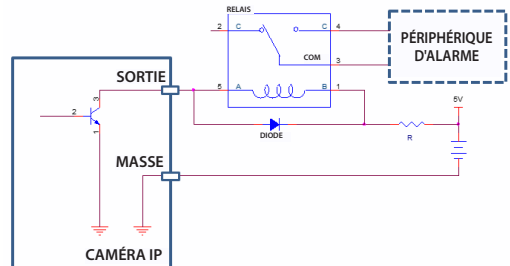 RELAIS
2 C C 4
COM 3
PÉRIPHÉRIQUE
D'ALARME
SORTIE
5 A B 1
3
2
1
DIODE
R
5V
MASSE
CAMÉRA IP